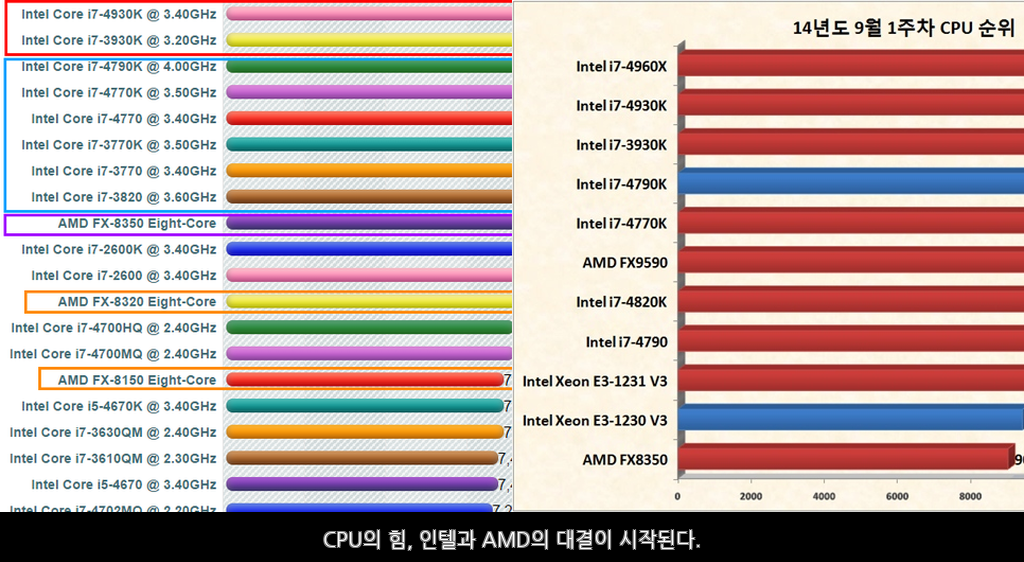 Intel Core i7-4930K @ 3.40GHz
Intel Core i7-3930K @ 3.20GHz
Intel Core i7-4790K @ 4.00GHz
Intel Core i7-4770K @ 3.50GHz
Intel Core i7-4770 @ 3.40GHz
Intel Core i7-3770K @ 3.50GHz
Intel Core i7-3770 @ 3.40GHz
Intel Core i7-3820 @ 3.60GHz
AMD FX-8350 Eight-Core
Intel Core i7-2600K @ 3.40GHz
Intel Core i7-2600 @ 3.40GHz
AMD FX-8320 Eight-Core
Intel Core i7-4700HQ @ 2.40GHz
Intel Core i7-4700MQ @ 2.40GHz
AMD FX-8150 Eight-Core
Intel Core i5-4670K @ 3.40GHz
Intel Core i7-3630QM @ 2.40GHz
Intel Core i7-3610QM @ 2.30GHz
Intel Core i5-4670 @ 3.40GHz
Intel Core i7-4702MQ @ 2.20GHz
14년도 9월 1주차 CPU 순위
Intel i7-4960X
Intel i7-4930K
Intel i7-3930K
Intel i7-4790K
Intel i7-4770K
AMD FX9590
Intel i7-4820K
Intel i7-4790
Intel Xeon E3-1231 V3
Intel Xeon E3-1230 V3
AMD FX8350
0 2000 4000 6000 8000
CPU의 힘, 인텔과 AMD의 대결이 시작된다.